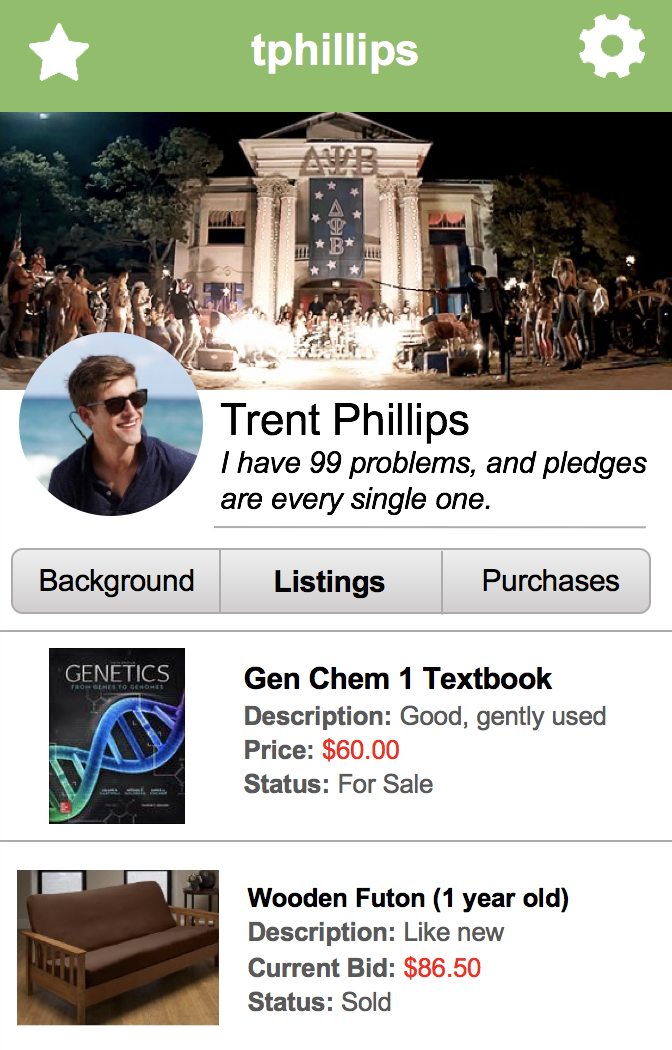 tphillips
ΔΨΒ
Δ
Ψ
Β
Trent Phillips
I have 99 problems, and pledges
are every single one.
Background Listings Purchases
GENETICS
FROM GENES TO GENOMES
Gen Chem 1 Textbook
Description: Good, gently used
Price: $60.00
Status: For Sale
Wooden Futon (1 year old)
Description: Like new
Current Bid: $86.50
Status: Sold